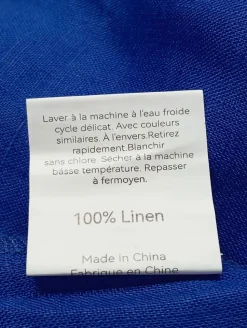 Laver à la machine à l'eau froide
cycle délicat. Avec couleurs
similaires. À l'envers.Retirez
rapidement.Blanchir
sans chlore. Sécher à la machine
basse température. Repasser
à fermoyen.
100% Linen
Made in China
Fabrique en Chine